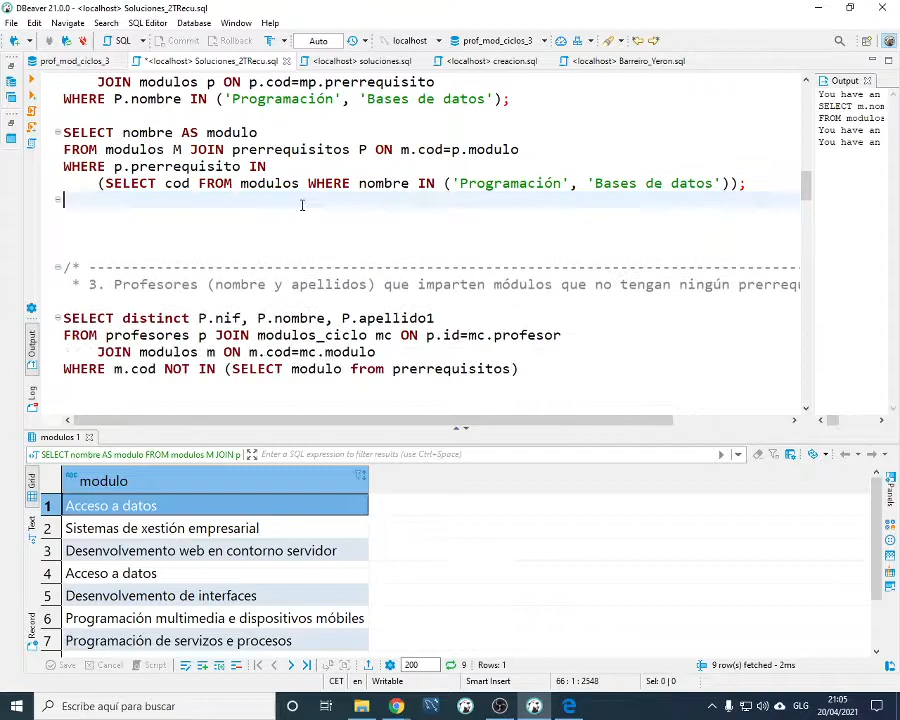 DBeaver 21.0.0 - <localhost> Soluciones_2TRecu.sql
File Edit Navigate Search SQL Editor Database Window Help
SQL Commit Rollback Auto localhost prof_mod_ciclos_3
prof_mod_ciclos_3 *<localhost> Soluciones_2TRecu.sql <localhost> soluciones.sql <localhost> creacion.sql <localhost> Barreiro_Yeron.sql
JOIN modulos p ON p.cod=mp.prerrequisito
WHERE P.nombre IN ('Programación', 'Bases de datos');
SELECT nombre AS modulo
FROM modulos M JOIN prerrequisitos P ON m.cod=p.modulo
WHERE p.prerrequisito IN
(SELECT cod FROM modulos WHERE nombre IN ('Programación', 'Bases de datos'));
/* ----------------------------------------------------------------------------
* 3. Profesores (nombre y apellidos) que imparten módulos que no tengan ningún prerrequ
SELECT distinct P.nif, P.nombre, P.apellido1
FROM profesores p JOIN modulos_ciclo mc ON p.id=mc.profesor
JOIN modulos m ON m.cod=mc.modulo
WHERE m.cod NOT IN (SELECT modulo from prerrequisitos)
Output
You have an
SELECT m.nom
FROM modulos
You have an
You have an
Output
Log
modulos 1
SELECT nombre AS modulo FROM modulos M JOIN p Enter a SQL expression to filter results (use Ctrl+Space)
Grid
Text
Record
Panels
modulo
1 Acceso a datos
2 Sistemas de xestión empresarial
3 Desenvolvemento web en contorno servidor
4 Acceso a datos
5 Desenvolvemento de interfaces
6 Programación multimedia e dispositivos móbiles
7 Programación de servizos e procesos
Save Cancel Script 200 Rows: 1 9 row(s) fetched - 2ms
CET en Writable Smart Insert 66 : 1 : 2548 Sel: 0 | 0
Escribe aquí para buscar
GLG
21:05
20/04/2021